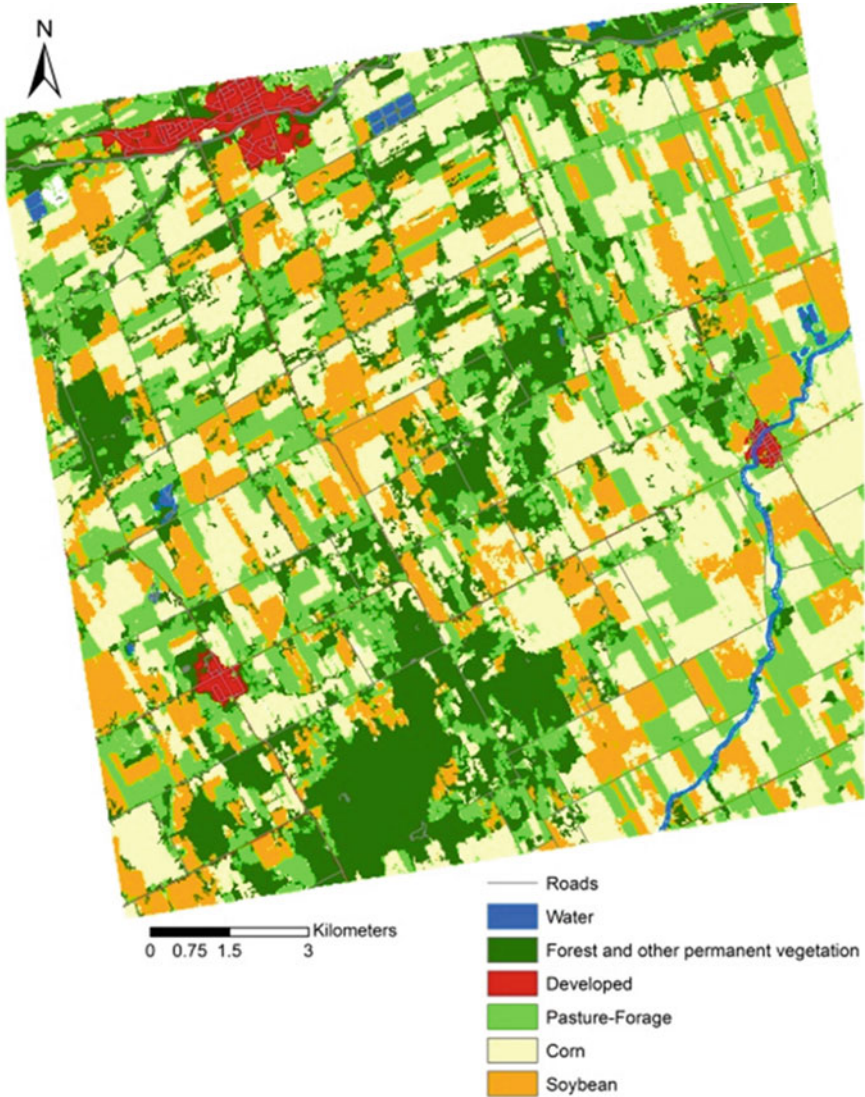 N
Roads
Water
Kilometers
0 0.75 1.5 3
Forest and other permanent vegetation
Developed
Pasture-Forage
Corn
Soybean